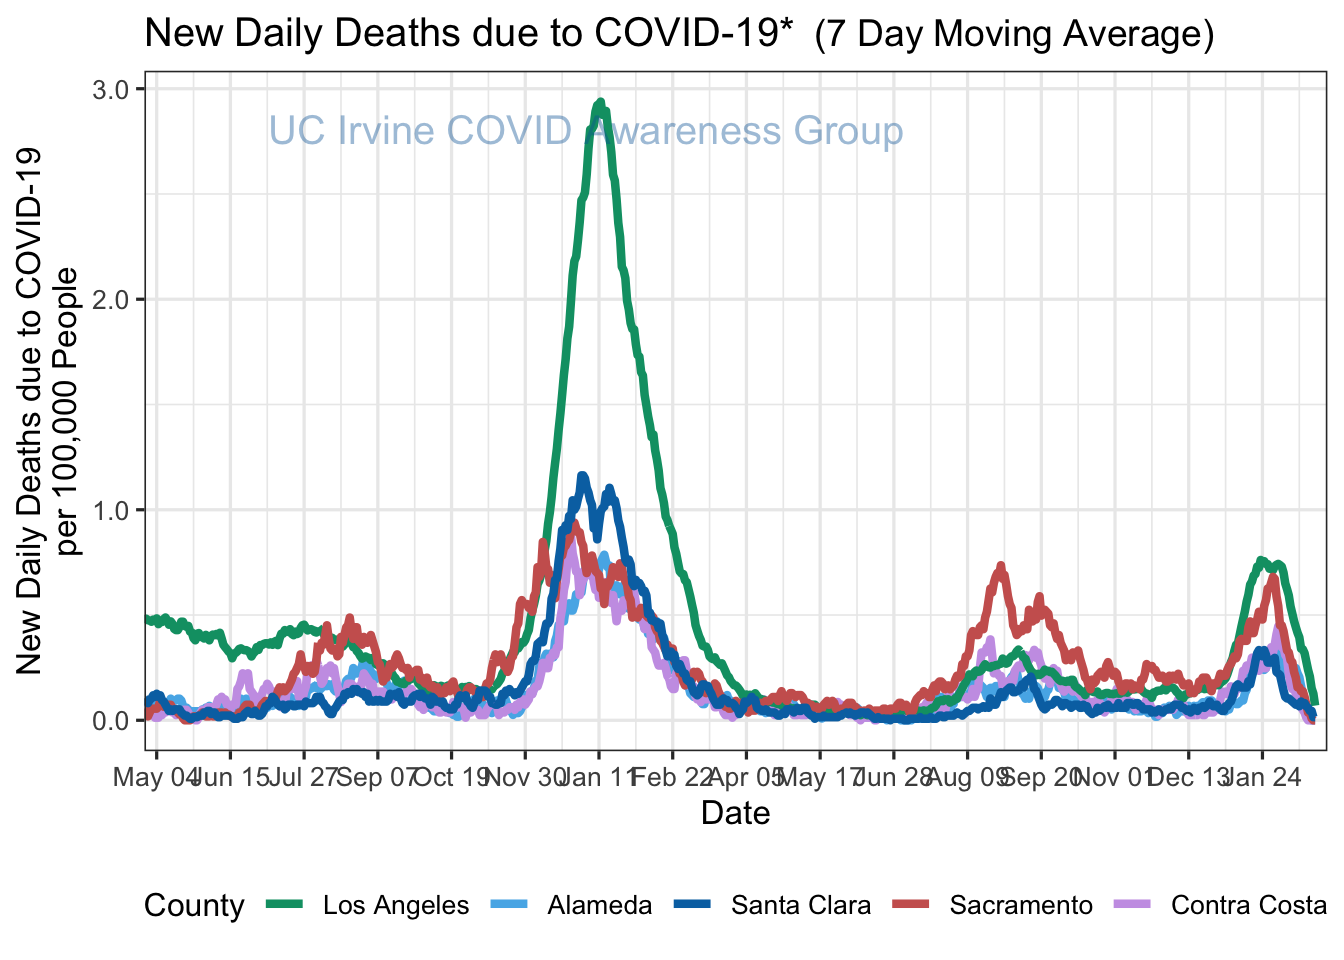 New Daily Deaths due to COVID-19* (7 Day Moving Average)
UC Irvine COVID Awareness Group
New Daily Deaths due to COVID-19
per 100,000 People
3.0
2.0
1.0
0.0
May 04 Jun 15 Jul 27 Sep 07 Oct 19 Nov 30 Jan 11 Feb 22 Apr 05 May 17 Jun 28 Aug 09 Sep 20 Nov 01 Dec 13 Jan 24
Date
County Los Angeles Alameda Santa Clara Sacramento Contra Costa